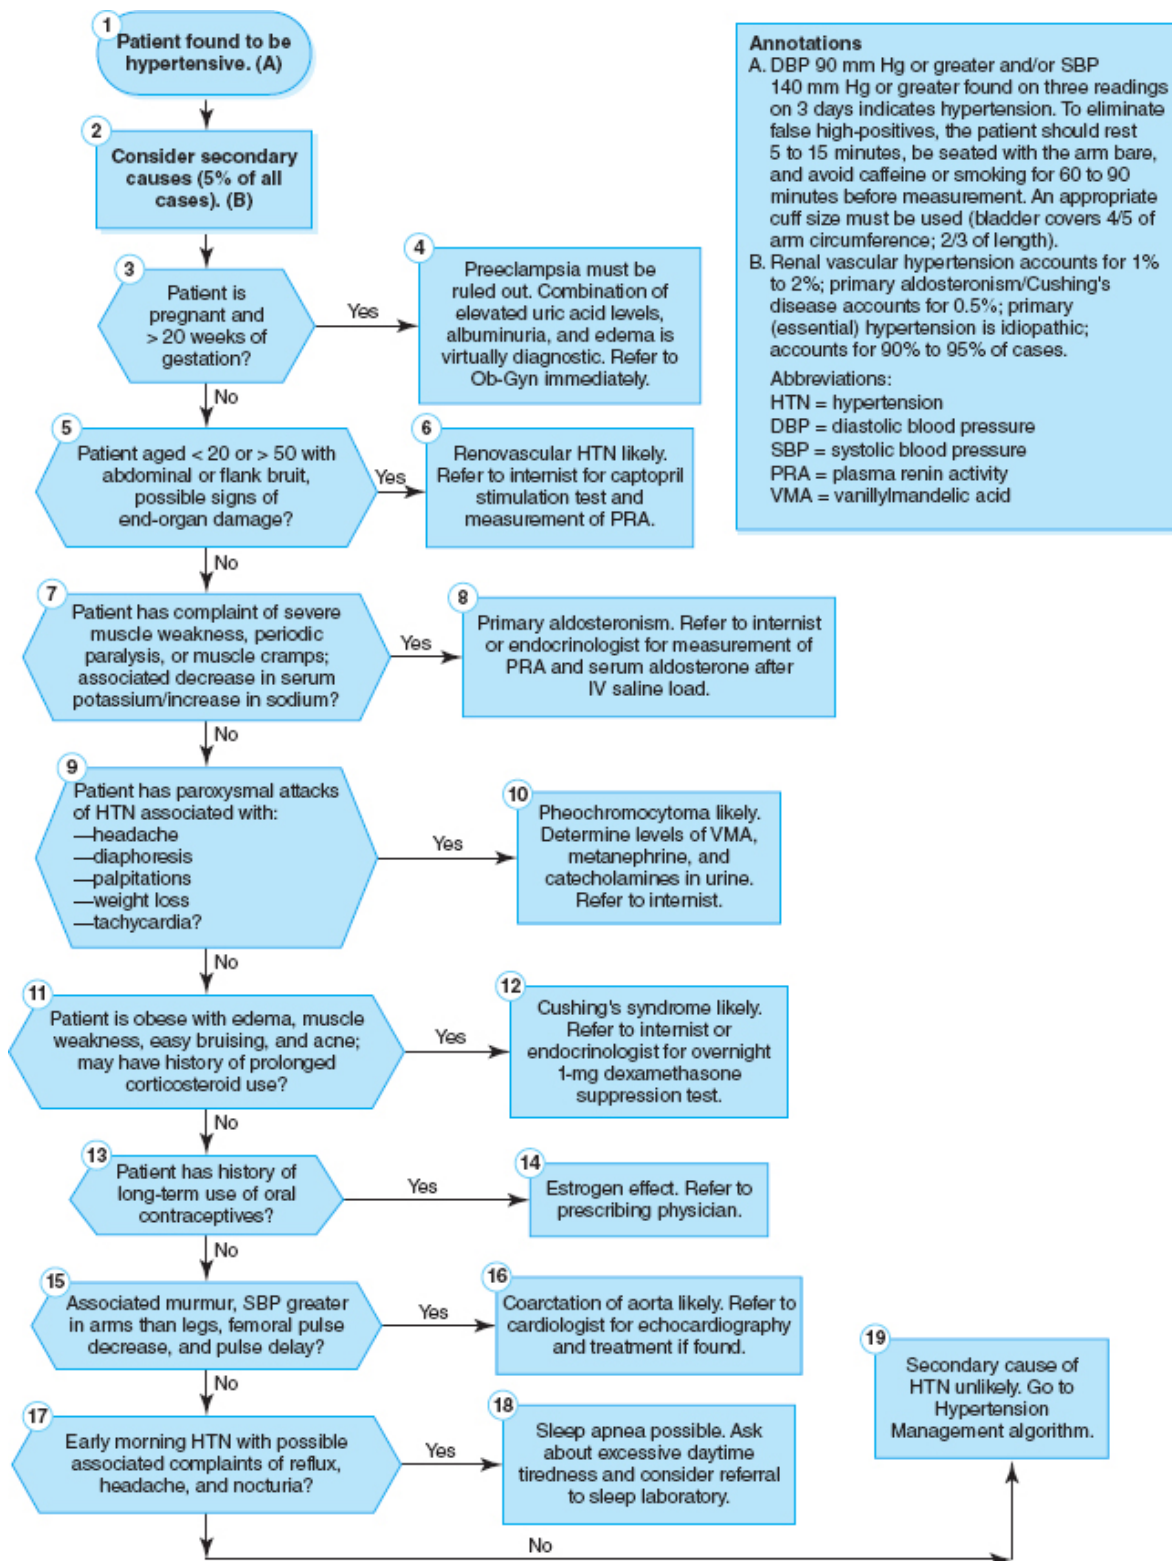 1
Patient found to be
hypertensive. (A)
2
Consider secondary
causes (5% of all
cases). (B)
3
Patient is
pregnant and
> 20 weeks of
gestation?
Yes
4
Preeclampsia must be
ruled out. Combination of
elevated uric acid levels,
albuminuria, and edema is
virtually diagnostic. Refer to
Ob-Gyn immediately.
No
5
Patient aged < 20 or > 50 with
abdominal or flank bruit,
possible signs of
end-organ damage?
Yes
6
Renovascular HTN likely.
Refer to internist for captopril
stimulation test and
measurement of PRA.
No
7
Patient has complaint of severe
muscle weakness, periodic
paralysis, or muscle cramps;
associated decrease in serum
potassium/increase in sodium?
Yes
8
Primary aldosteronism. Refer to internist
or endocrinologist for measurement of
PRA and serum aldosterone after
IV saline load.
No
9
Patient has paroxysmal attacks
of HTN associated with:
—headache
—diaphoresis
—palpitations
—weight loss
—tachycardia?
Yes
10
Pheochromocytoma likely.
Determine levels of VMA,
metanephrine, and
catecholamines in urine.
Refer to internist.
No
11
Patient is obese with edema, muscle
weakness, easy bruising, and acne;
may have history of prolonged
corticosteroid use?
Yes
12
Cushing's syndrome likely.
Refer to internist or
endocrinologist for overnight
1-mg dexamethasone
suppression test.
No
13
Patient has history of
long-term use of oral
contraceptives?
Yes
14
Estrogen effect. Refer to
prescribing physician.
No
15
Associated murmur, SBP greater
in arms than legs, femoral pulse
decrease, and pulse delay?
Yes
16
Coarctation of aorta likely. Refer to
cardiologist for echocardiography
and treatment if found.
No
17
Early morning HTN with possible
associated complaints of reflux,
headache, and nocturia?
Yes
18
Sleep apnea possible. Ask
about excessive daytime
tiredness and consider referral
to sleep laboratory.
No
19
Secondary cause of
HTN unlikely. Go to
Hypertension
Management algorithm.
Annotations
A. DBP 90 mm Hg or greater and/or SBP
140 mm Hg or greater found on three readings
on 3 days indicates hypertension. To eliminate
false high-positives, the patient should rest
5 to 15 minutes, be seated with the arm bare,
and avoid caffeine or smoking for 60 to 90
minutes before measurement. An appropriate
cuff size must be used (bladder covers 4/5 of
arm circumference; 2/3 of length).
B. Renal vascular hypertension accounts for 1%
to 2%; primary aldosteronism/Cushing's
disease accounts for 0.5%; primary
(essential) hypertension is idiopathic;
accounts for 90% to 95% of cases.
Abbreviations:
HTN = hypertension
DBP = diastolic blood pressure
SBP = systolic blood pressure
PRA = plasma renin activity
VMA = vanillylmandelic acid